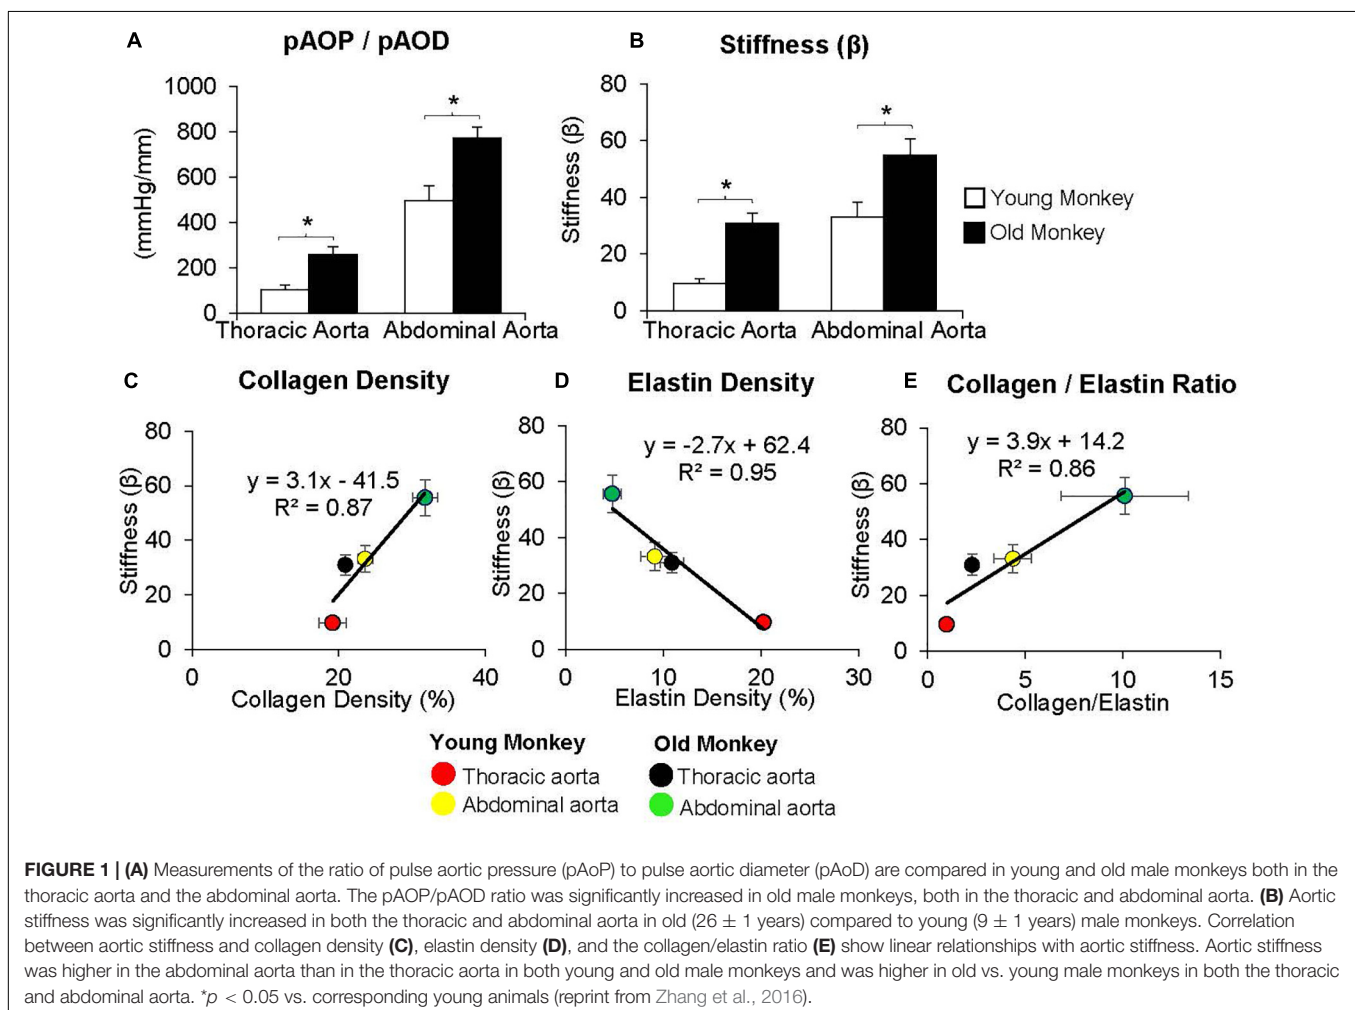 A pAOP / pAOD
1000
800
600
400
200
0
(mmHg/mm)
*
*
Thoracic Aorta Abdominal Aorta
B Stiffness (β)
80
60
40
20
0
Stiffness (β)
*
*
Thoracic Aorta Abdominal Aorta
Young Monkey
Old Monkey
C Collagen Density
80
60
40
20
0
Stiffness (β)
y = 3.1x - 41.5
R² = 0.87
0 20 40
Collagen Density (%)
D Elastin Density
80
60
40
20
0
Stiffness (β)
y = -2.7x + 62.4
R² = 0.95
0 10 20 30
Elastin Density (%)
E Collagen / Elastin Ratio
80
60
40
20
0
Stiffness (β)
y = 3.9x + 14.2
R² = 0.86
0 5 10 15
Collagen/Elastin
Young Monkey Old Monkey
Thoracic aorta Thoracic aorta
Abdominal aorta Abdominal aorta
FIGURE 1 | (A) Measurements of the ratio of pulse aortic pressure (pAoP) to pulse aortic diameter (pAoD) are compared in young and old male monkeys both in the
thoracic aorta and the abdominal aorta. The pAOP/pAOD ratio was significantly increased in old male monkeys, both in the thoracic and abdominal aorta. (B) Aortic
stiffness was significantly increased in both the thoracic and abdominal aorta in old (26 ± 1 years) compared to young (9 ± 1 years) male monkeys. Correlation
between aortic stiffness and collagen density (C), elastin density (D), and the collagen/elastin ratio (E) show linear relationships with aortic stiffness. Aortic stiffness
was higher in the abdominal aorta than in the thoracic aorta in both young and old male monkeys and was higher in old vs. young male monkeys in both the thoracic
and abdominal aorta. *p < 0.05 vs. corresponding young animals (reprint from Zhang et al., 2016).